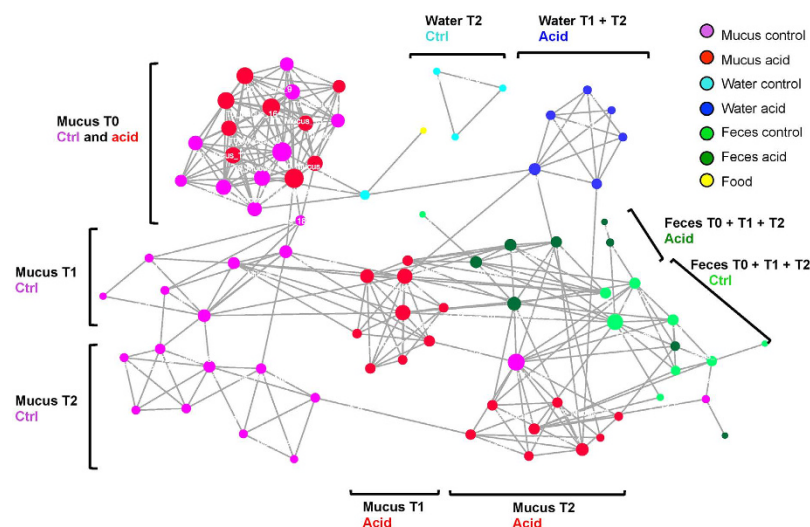 Water T2
Ctrl
Water T1 + T2
Acid
Mucus control
Mucus acid
Water control
Water acid
Feces control
Feces acid
Food
Mucus T0
Ctrl and acid
Feces T0 + T1 + T2
Acid
Feces T0 + T1 + T2
Ctrl
Mucus T1
Ctrl
Mucus T2
Ctrl
Mucus T1
Acid
Mucus T2
Acid